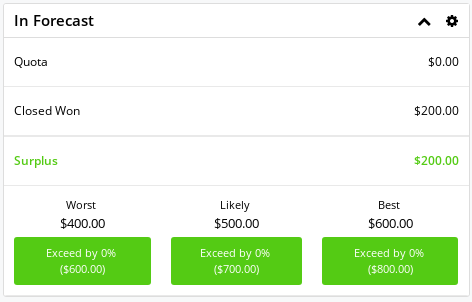 In Forecast
Quota $0.00
Closed Won $200.00
Surplus $200.00
Worst Likely Best
$400.00 $500.00 $600.00
Exceed by 0% Exceed by 0% Exceed by 0%
($600.00) ($700.00) ($800.00)